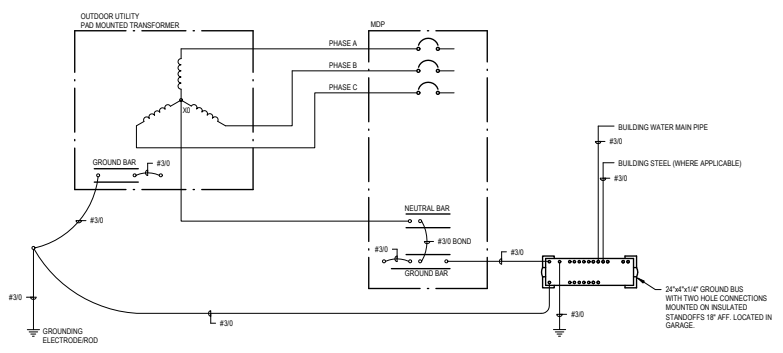 OUTDOOR UTILITY
PAD MOUNTED TRANSFORMER
MDP
PHASE A
PHASE B
PHASE C
X0
GROUND BAR
#3/0
#3/0
BUILDING WATER MAIN PIPE
#3/0
BUILDING STEEL (WHERE APPLICABLE)
#3/0
NEUTRAL BAR
#3/0 BOND
#3/0
#3/0
GROUND BAR
24"x4"x1/4" GROUND BUS
WITH TWO HOLE CONNECTIONS
MOUNTED ON INSULATED
STANDOFFS 18" AFF. LOCATED IN
GARAGE.
#3/0
#3/0
#3/0
GROUNDING
ELECTRODE/ROD